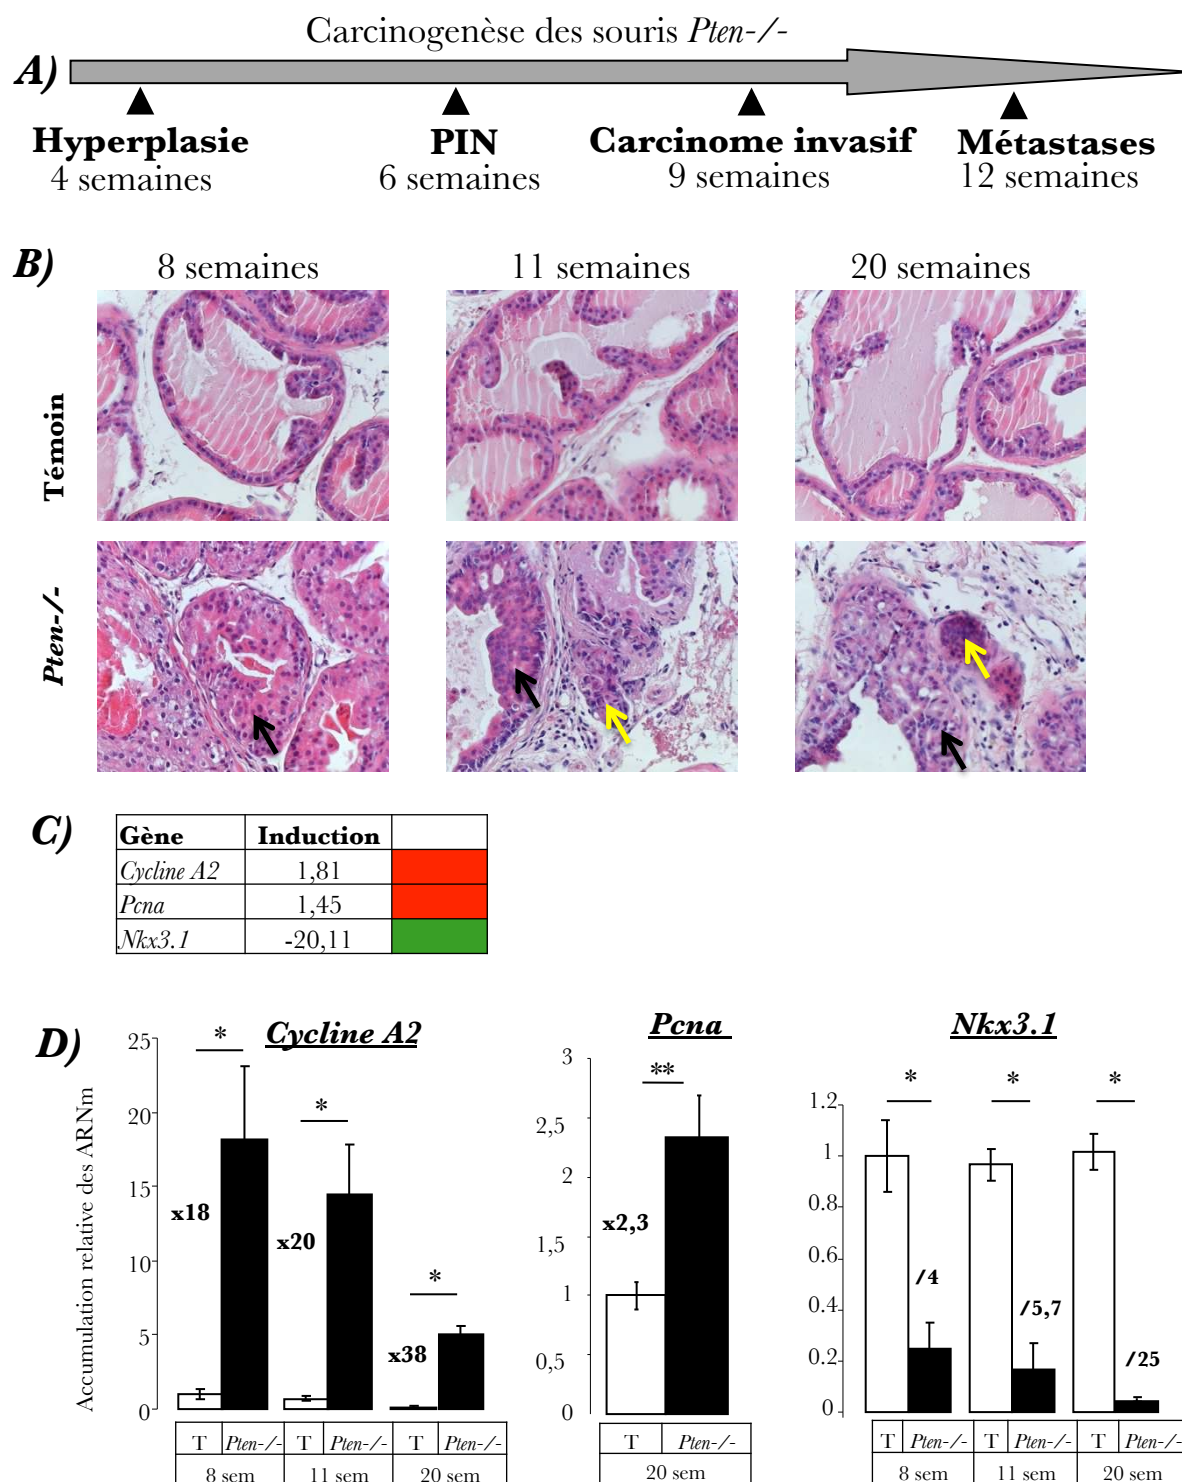 Carcinogenèse des souris Pten-/-
A)
Hyperplasie PIN Carcinome invasif Métastases
4 semaines 6 semaines 9 semaines 12 semaines
B) 8 semaines 11 semaines 20 semaines
Témoin
Pten-/-
C)
Gène Induction
Cycline A2 1,81
Pcna 1,45
Nkx3.1 -20,11
D) Cycline A2 Pcna Nkx3.1
Accumulation relative des ARNm
25
20
15
10
5
0
* * *
x18 x20 x38
T Pten-/- T Pten-/- T Pten-/-
8 sem 11 sem 20 sem
3
2,5
2
1,5
1
0,5
0
**
x2,3
T Pten-/-
20 sem
1.2
1
0.8
0.6
0.4
0.2
0
* * *
/4 /5,7 /25
T Pten-/- T Pten-/- T Pten-/-
8 sem 11 sem 20 sem